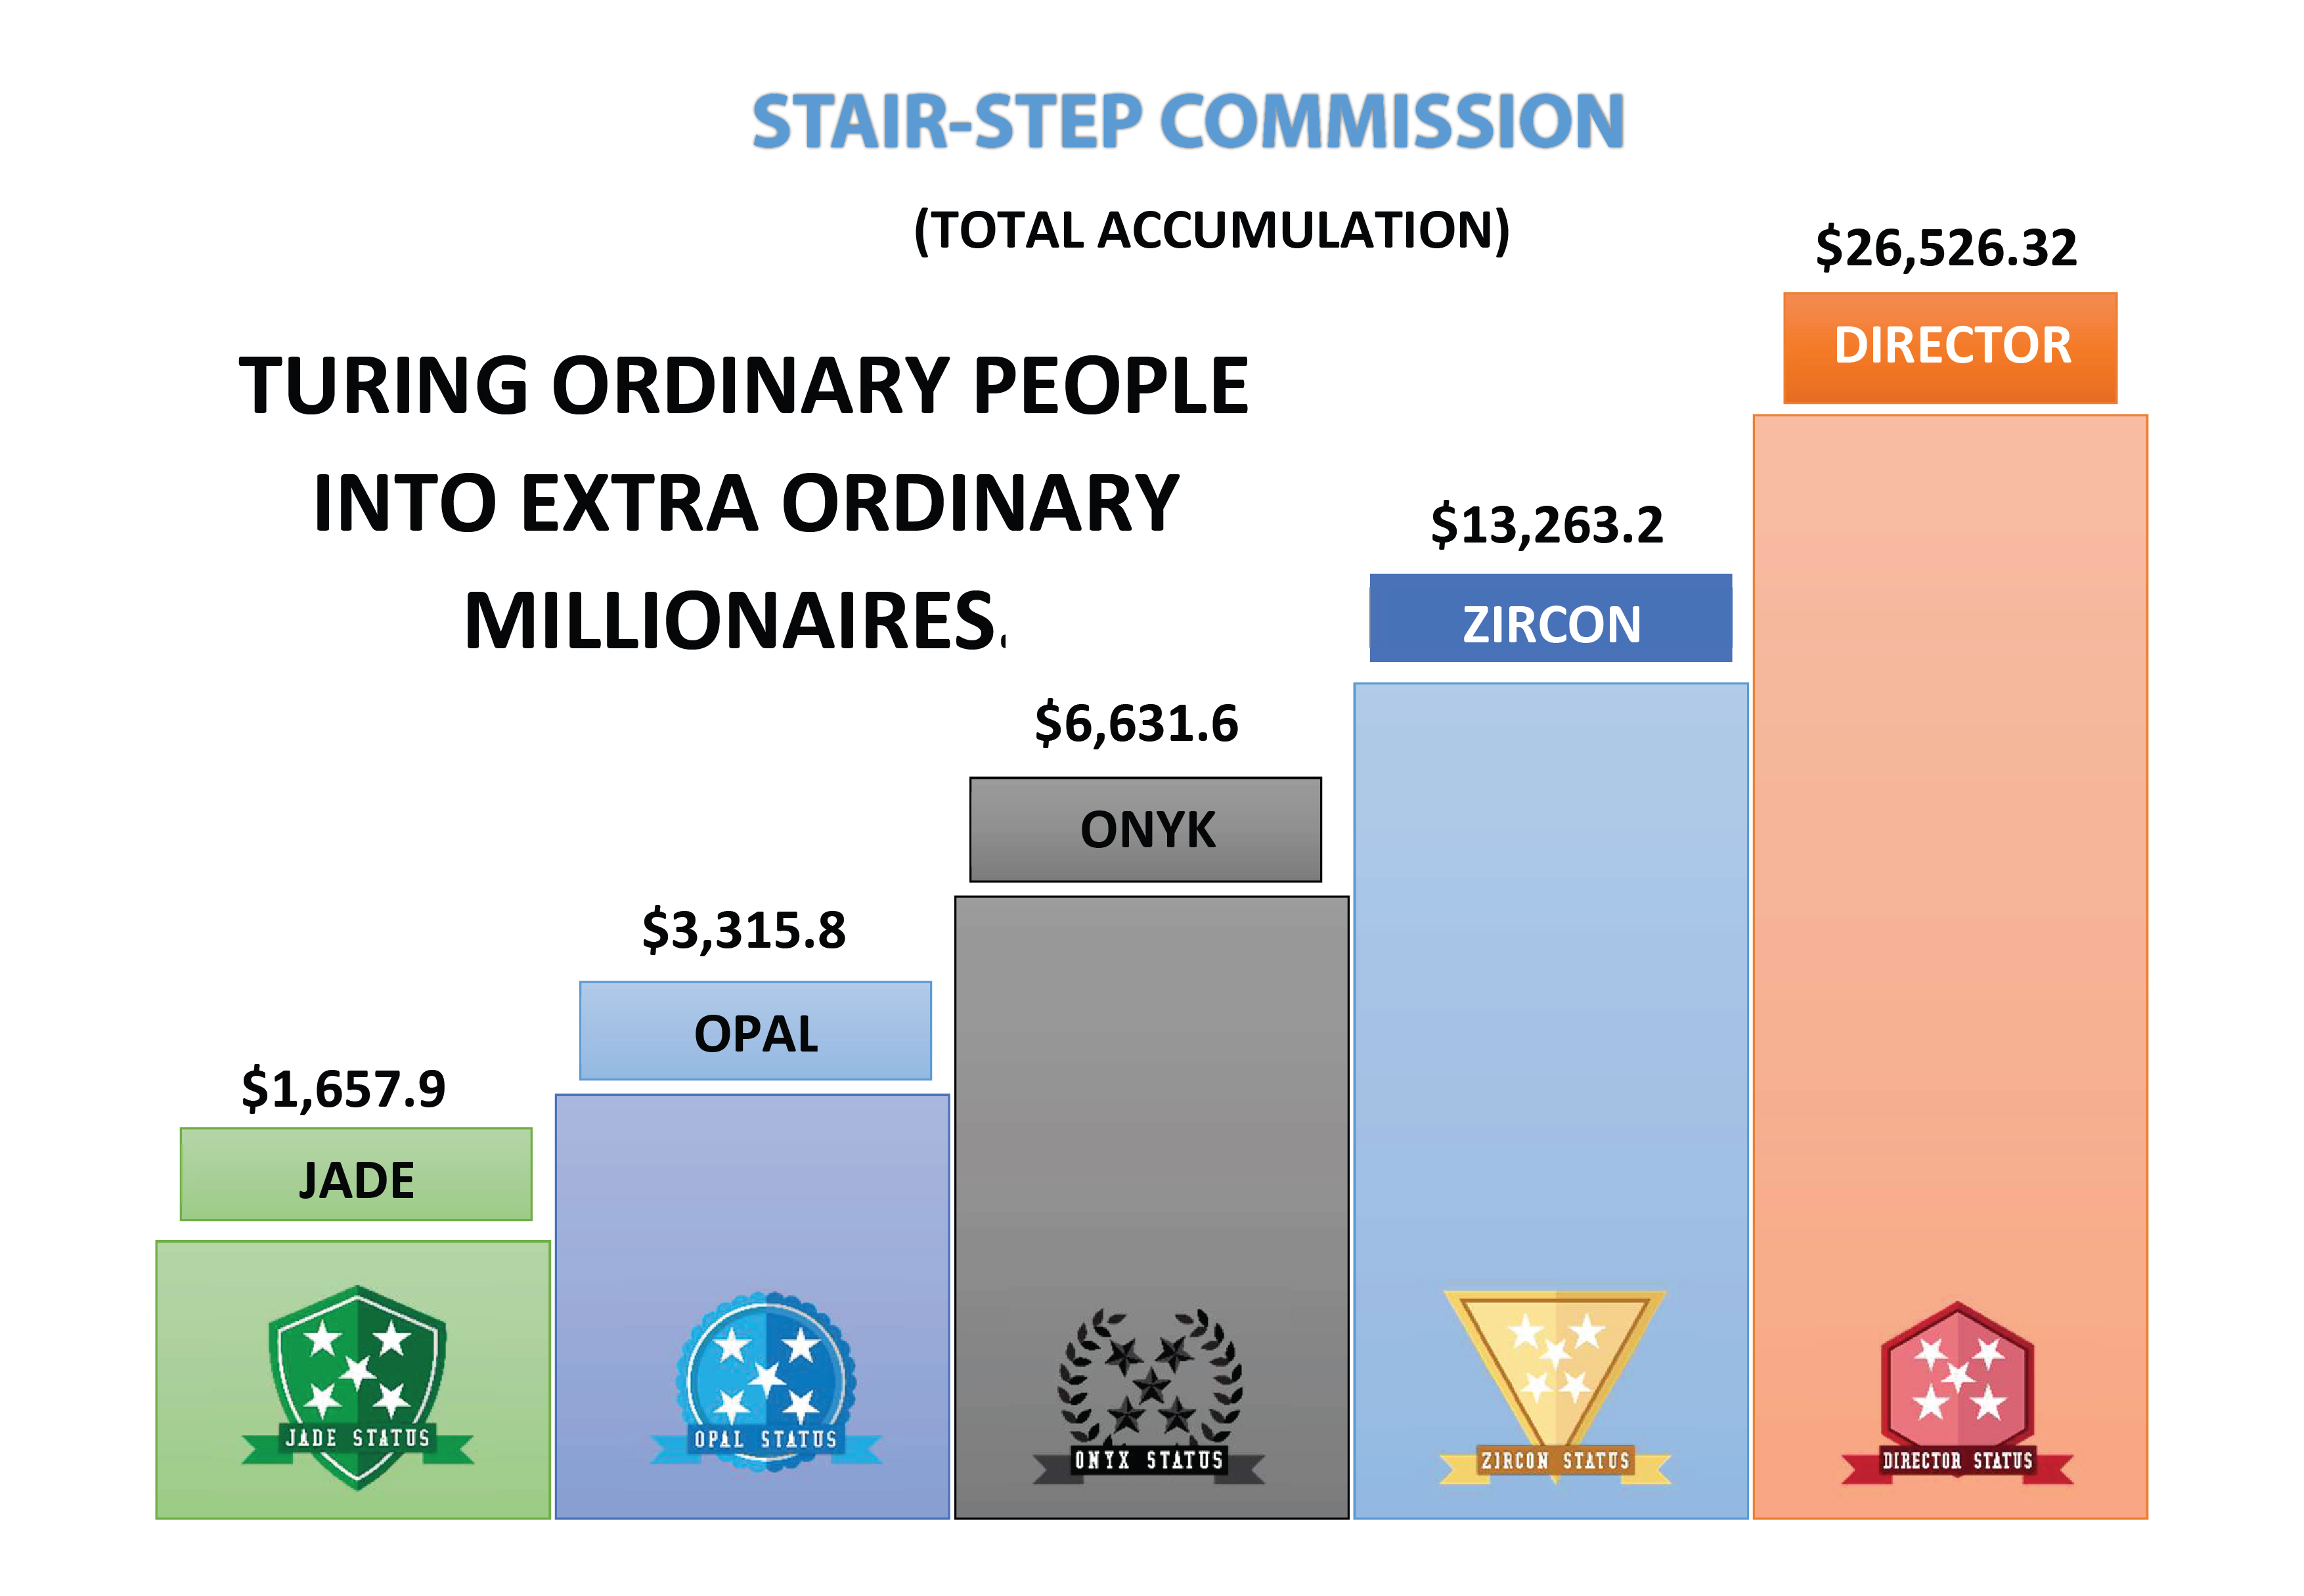 STAIR-STEP COMMISSION
(TOTAL ACCUMULATION)
$26,526.32
DIRECTOR
TURING ORDINARY PEOPLE
INTO EXTRA ORDINARY
MILLIONAIRES.
$13,263.2
ZIRCON
$6,631.6
ONYK
$3,315.8
OPAL
$1,657.9
JADE
JADE STATUS
OPAL STATUS
ONYX STATUS
ZIRCON STATUS
DIRECTOR STATUS